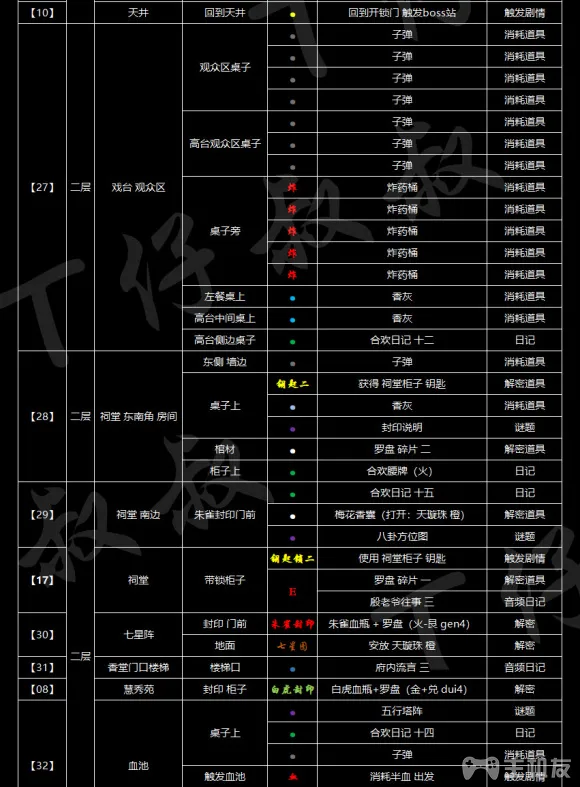 【10】 天井 回到天井 回到开锁门 触发boss站 触发剧情
观众区桌子 子弹 消耗道具
子弹 消耗道具
子弹 消耗道具
子弹 消耗道具
高台观众区桌子 子弹 消耗道具
子弹 消耗道具
子弹 消耗道具
【27】 二层 戏台 观众区 桌子旁 炸 炸药桶 消耗道具
炸 炸药桶 消耗道具
炸 炸药桶 消耗道具
炸 炸药桶 消耗道具
炸 炸药桶 消耗道具
左餐桌上 香灰 消耗道具
高台中间桌上 香灰 消耗道具
高台侧边桌子 合欢日记 十二 日记
【28】 二层 祠堂 东南角 房间 东侧 墙边 子弹 消耗道具
桌子上 钥匙二 获得 祠堂柜子 钥匙 解密道具
香灰 消耗道具
封印说明 谜题
棺材 罗盘 碎片 二 解密道具
柜子上 合欢腰牌（火） 日记
【29】 祠堂 南边 朱雀封印门前 合欢日记 十五 日记
梅花香囊（打开：天璇珠 橙） 解密道具
八卦方位图 谜题
【17】 二层 祠堂 带锁柜子 钥匙锁二 使用 祠堂柜子 钥匙 触发剧情
E 罗盘 碎片 一 解密道具
殷老爷往事 三 音频日记
【30】 七星阵 封印 门前 朱雀封印 朱雀血瓶 + 罗盘（火-艮 gen4） 解密
地面 七星图 安放 天璇珠 橙 解密
【31】 香堂门口楼梯 楼梯口 府内流言 三 音频日记
【08】 慧秀苑 封印 柜子 白虎封印 白虎血瓶+罗盘（金+兑 dui4） 解密
【32】 血池 桌子上 五行塔阵 谜题
合欢日记 十四 日记
子弹 消耗道具
触发血池 血 消耗半血 出发 触发剧情
T仔叔叔
手机友